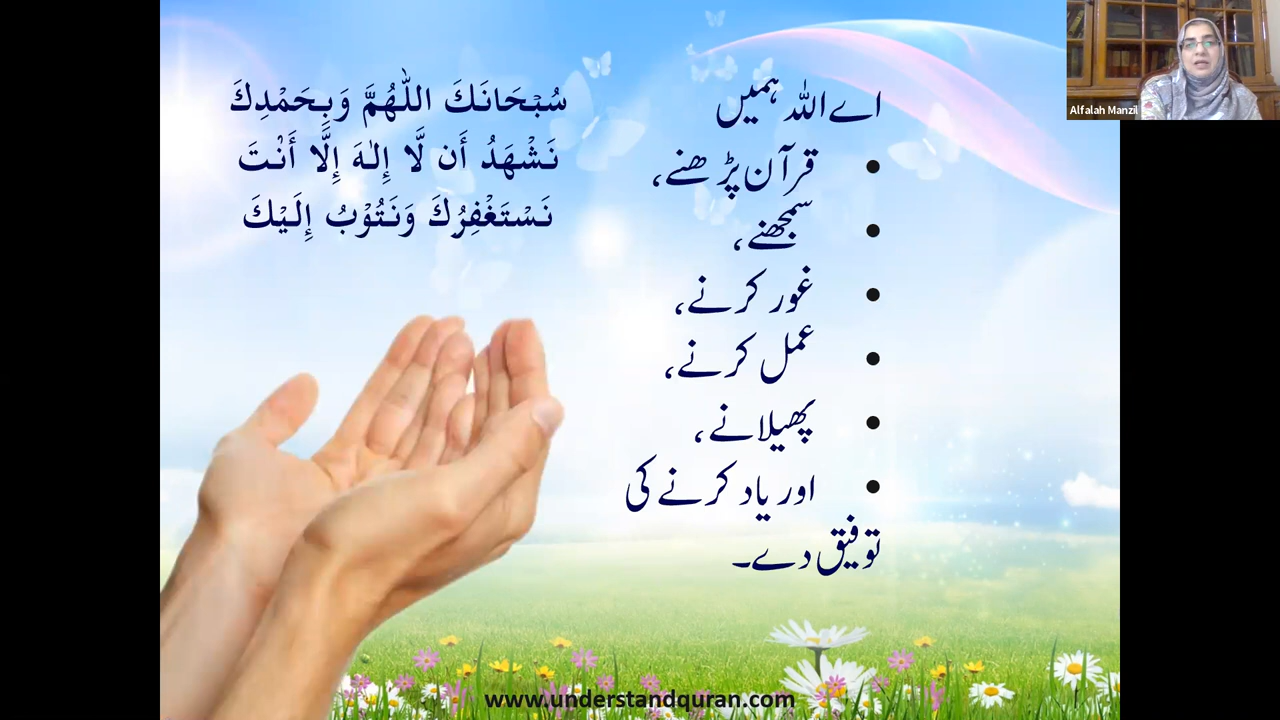 سُبْحَانَكَ اللّٰهُمَّ وَبِحَمْدِكَ
نَشْهَدُ أَن لَّا إِلٰهَ إِلَّا أَنْتَ
نَسْتَغْفِرُكَ وَنَتُوْبُ إِلَيْكَ
اے اللہ ہمیں
• قرآن پڑھنے،
• سمجھنے،
• غور کرنے،
• عمل کرنے،
• پھیلانے،
• اور یاد کرنے کی
توفیق دے۔
www.understandquran.com
Alfalah Manzil